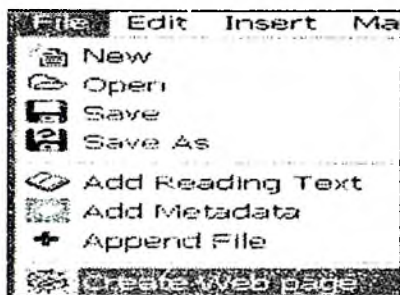 File Edit Insert Ma
New
Open
Save
Save As
Add Reading Text
Add Metadata
Append File
Create Web page